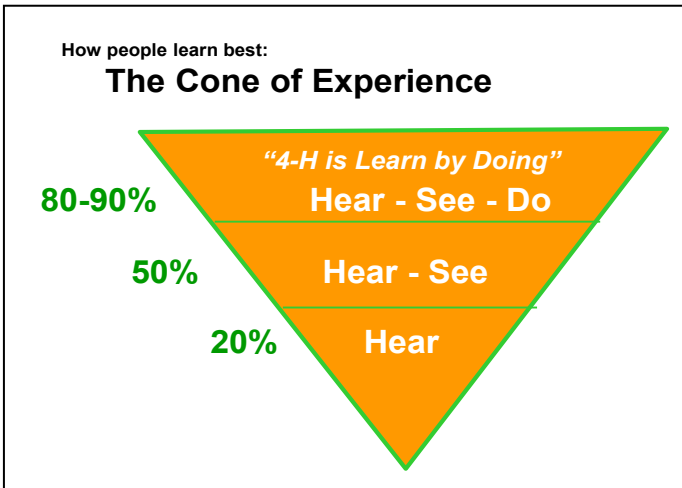 How people learn best:
The Cone of Experience
“4-H is Learn by Doing”
80-90% Hear - See - Do
50% Hear - See
20% Hear